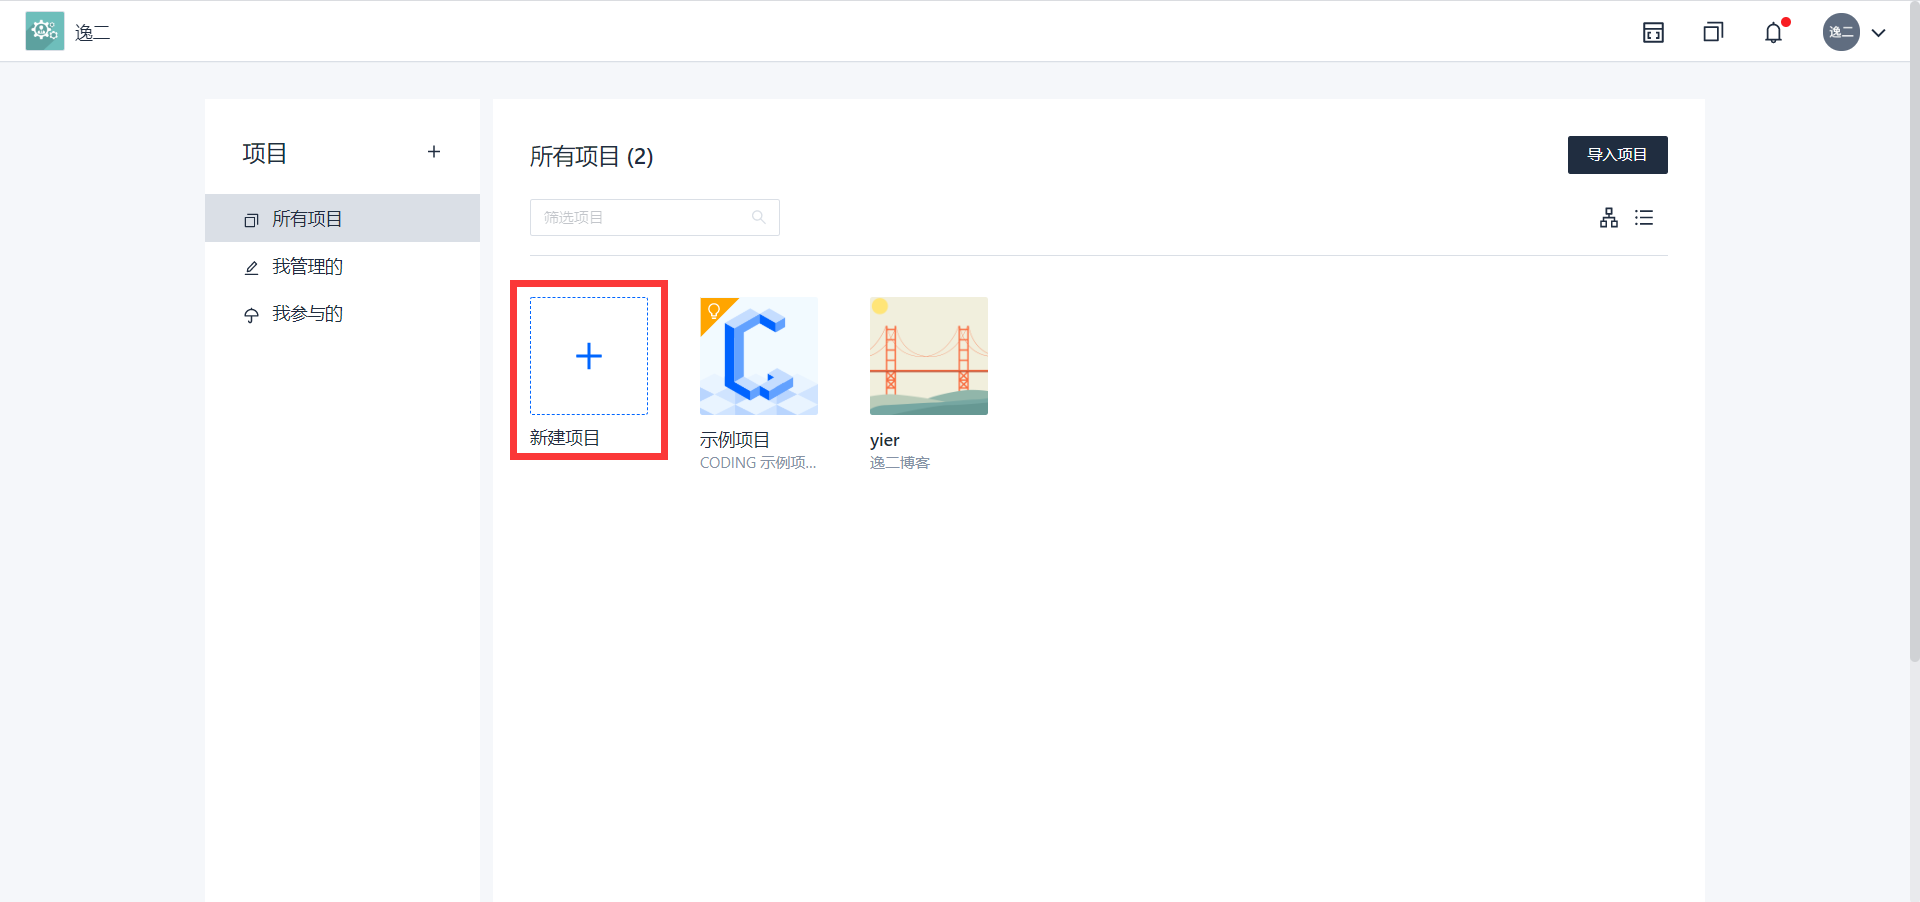 逸二
逸二
项目
所有项目
我管理的
我参与的
所有项目 (2)
导入项目
筛选项目
新建项目
示例项目
CODING 示例项...
yier
逸二博客